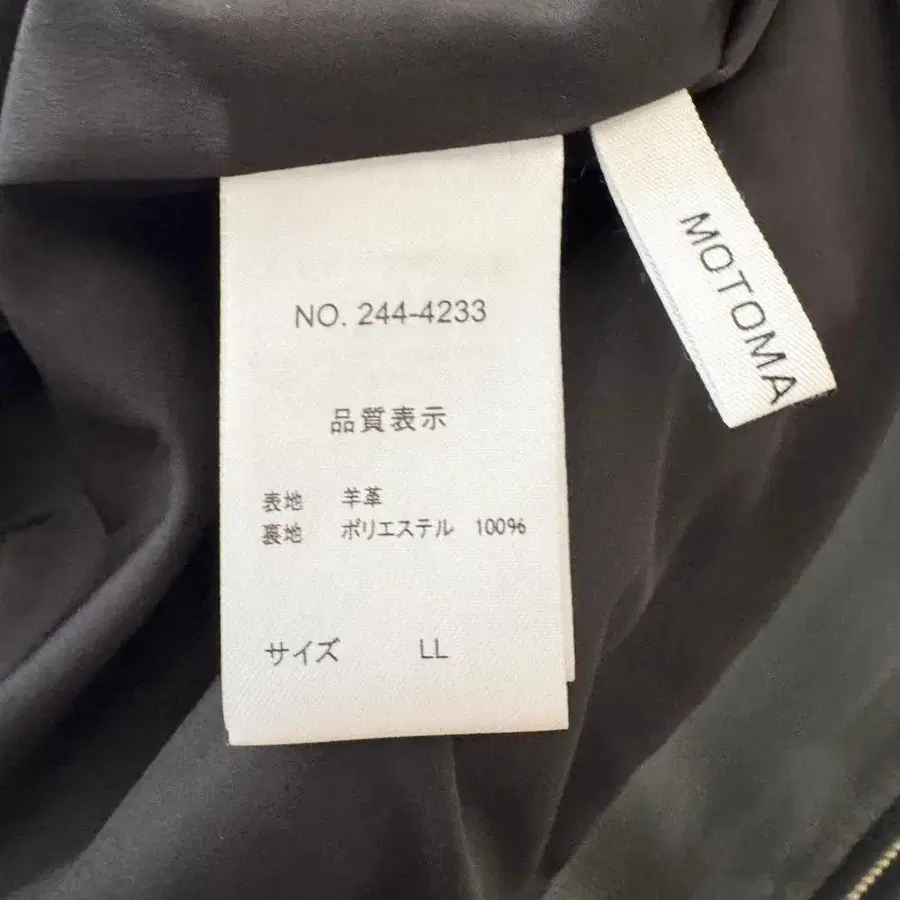 NO. 244-4233
品質表示
表地 羊革
裏地 ポリエステル 100%
サイズ LL
MOTOMA